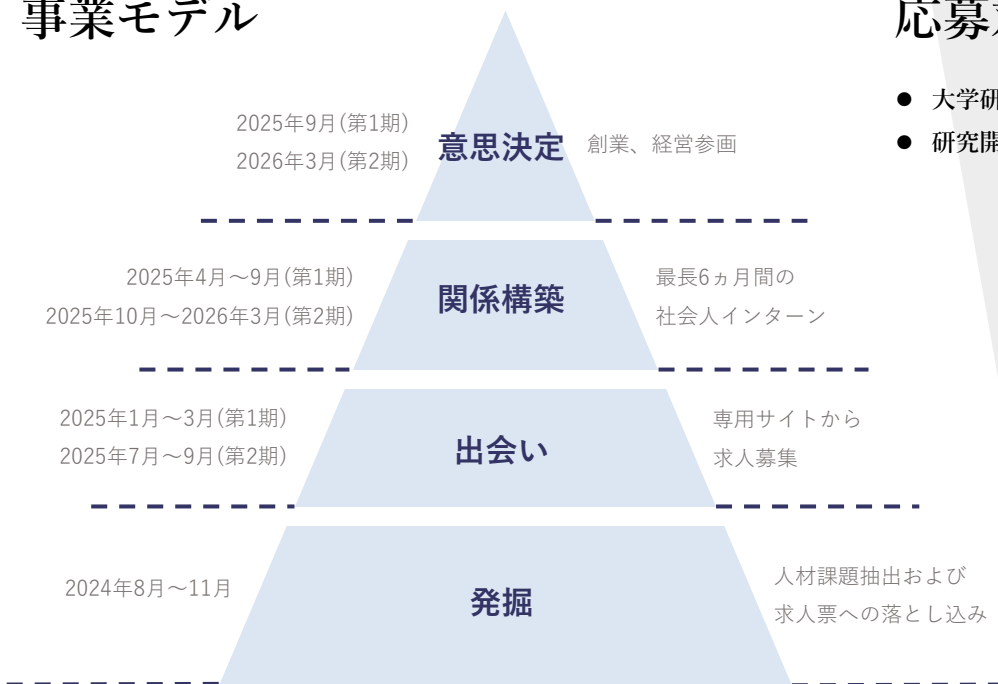 事業モデル
2025年9月(第1期)
2026年3月(第2期)
意思決定
創業、経営参画
2025年4月～9月(第1期)
2025年10月～2026年3月(第2期)
関係構築
最長6ヵ月間の
社会人インターン
2025年1月～3月(第1期)
2025年7月～9月(第2期)
出会い
専用サイトから
求人募集
2024年8月～11月
発掘
人材課題抽出および
求人票への落とし込み
応募
● 大学研
● 研究開